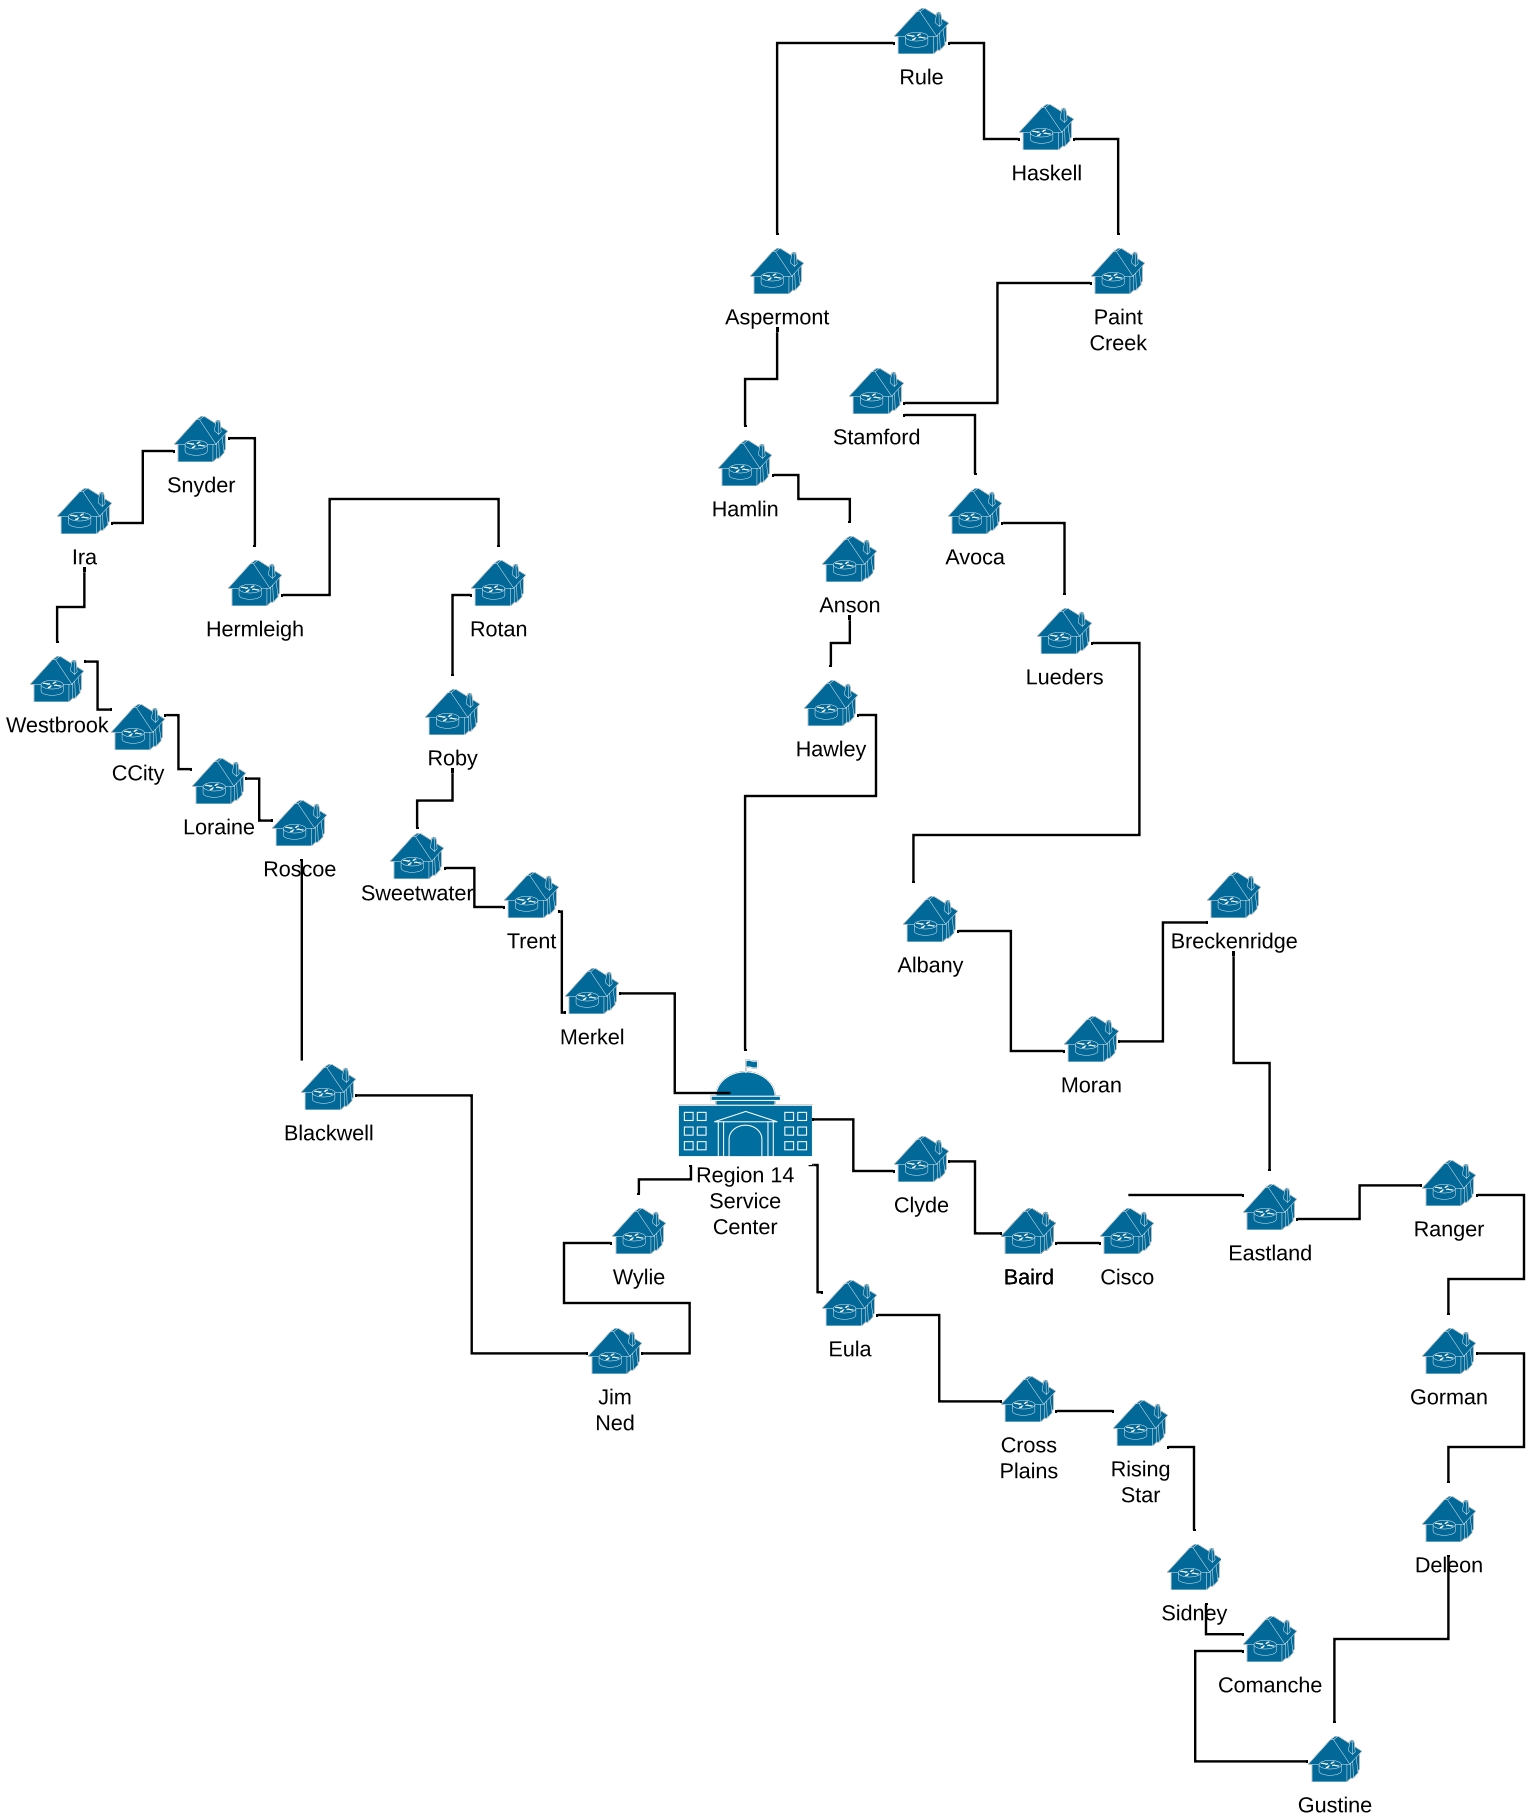 Rule
Haskell
Aspermont
Paint
Creek
Stamford
Snyder
Hamlin
Ira
Avoca
Anson
Hermleigh
Rotan
Lueders
Westbrook
Hawley
Roby
CCity
Loraine
Roscoe
Sweetwater
Trent
Breckenridge
Albany
Merkel
Moran
Blackwell
Region 14
Service
Center
Clyde
Ranger
Eastland
Wylie
Baird
Cisco
Eula
Jim
Ned
Gorman
Cross
Plains
Rising
Star
Deleon
Sidney
Comanche
Gustine